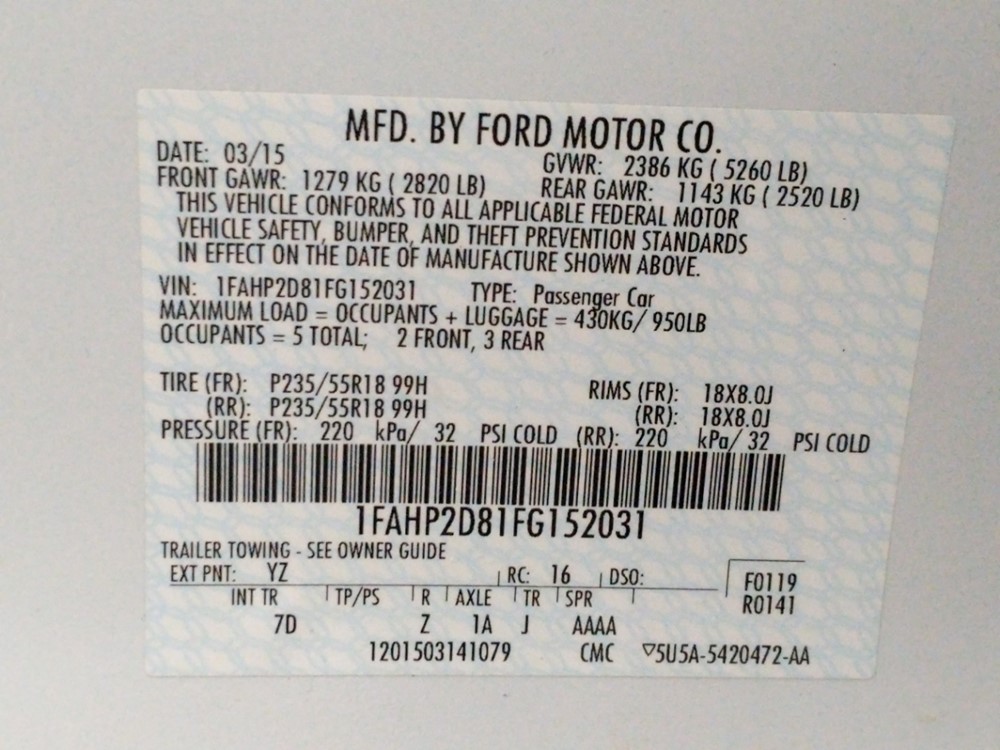 MFD. BY FORD MOTOR CO.
DATE: 03/15 GVWR: 2386 KG ( 5260 LB)
FRONT GAWR: 1279 KG ( 2820 LB) REAR GAWR: 1143 KG ( 2520 LB)
THIS VEHICLE CONFORMS TO ALL APPLICABLE FEDERAL MOTOR
VEHICLE SAFETY, BUMPER, AND THEFT PREVENTION STANDARDS
IN EFFECT ON THE DATE OF MANUFACTURE SHOWN ABOVE.
VIN: 1FAHP2D81FG152031 TYPE: Passenger Car
MAXIMUM LOAD = OCCUPANTS + LUGGAGE = 430KG/ 950LB
OCCUPANTS = 5 TOTAL; 2 FRONT, 3 REAR
TIRE (FR): P235/55R18 99H RIMS (FR): 18X8.0J
(RR): P235/55R18 99H (RR): 18X8.0J
PRESSURE (FR): 220 kPa/ 32 PSI COLD (RR): 220 kPa/ 32 PSI COLD
1FAHP2D81FG152031
TRAILER TOWING - SEE OWNER GUIDE
EXT PNT: YZ RC: 16 DSO: F0119
INT TR TP/PS R AXLE TR SPR R0141
7D Z 1A J AAAA
1201503141079 CMC ▽5U5A-5420472-AA